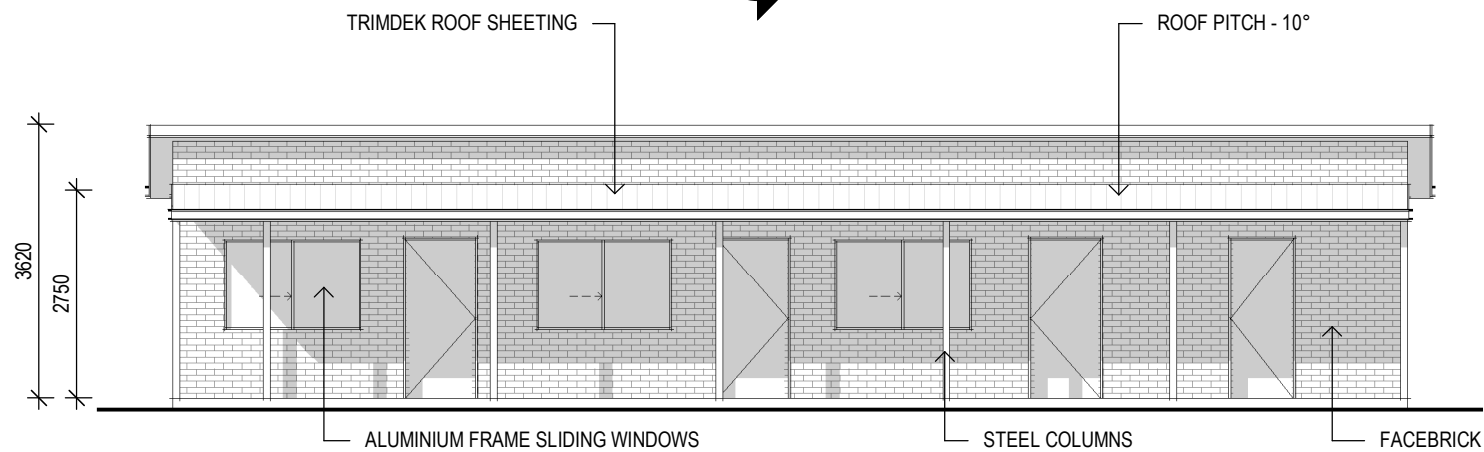 TRIMDEK ROOF SHEETING
ROOF PITCH - 10°
3620
2750
ALUMINIUM FRAME SLIDING WINDOWS
STEEL COLUMNS
FACEBRICK